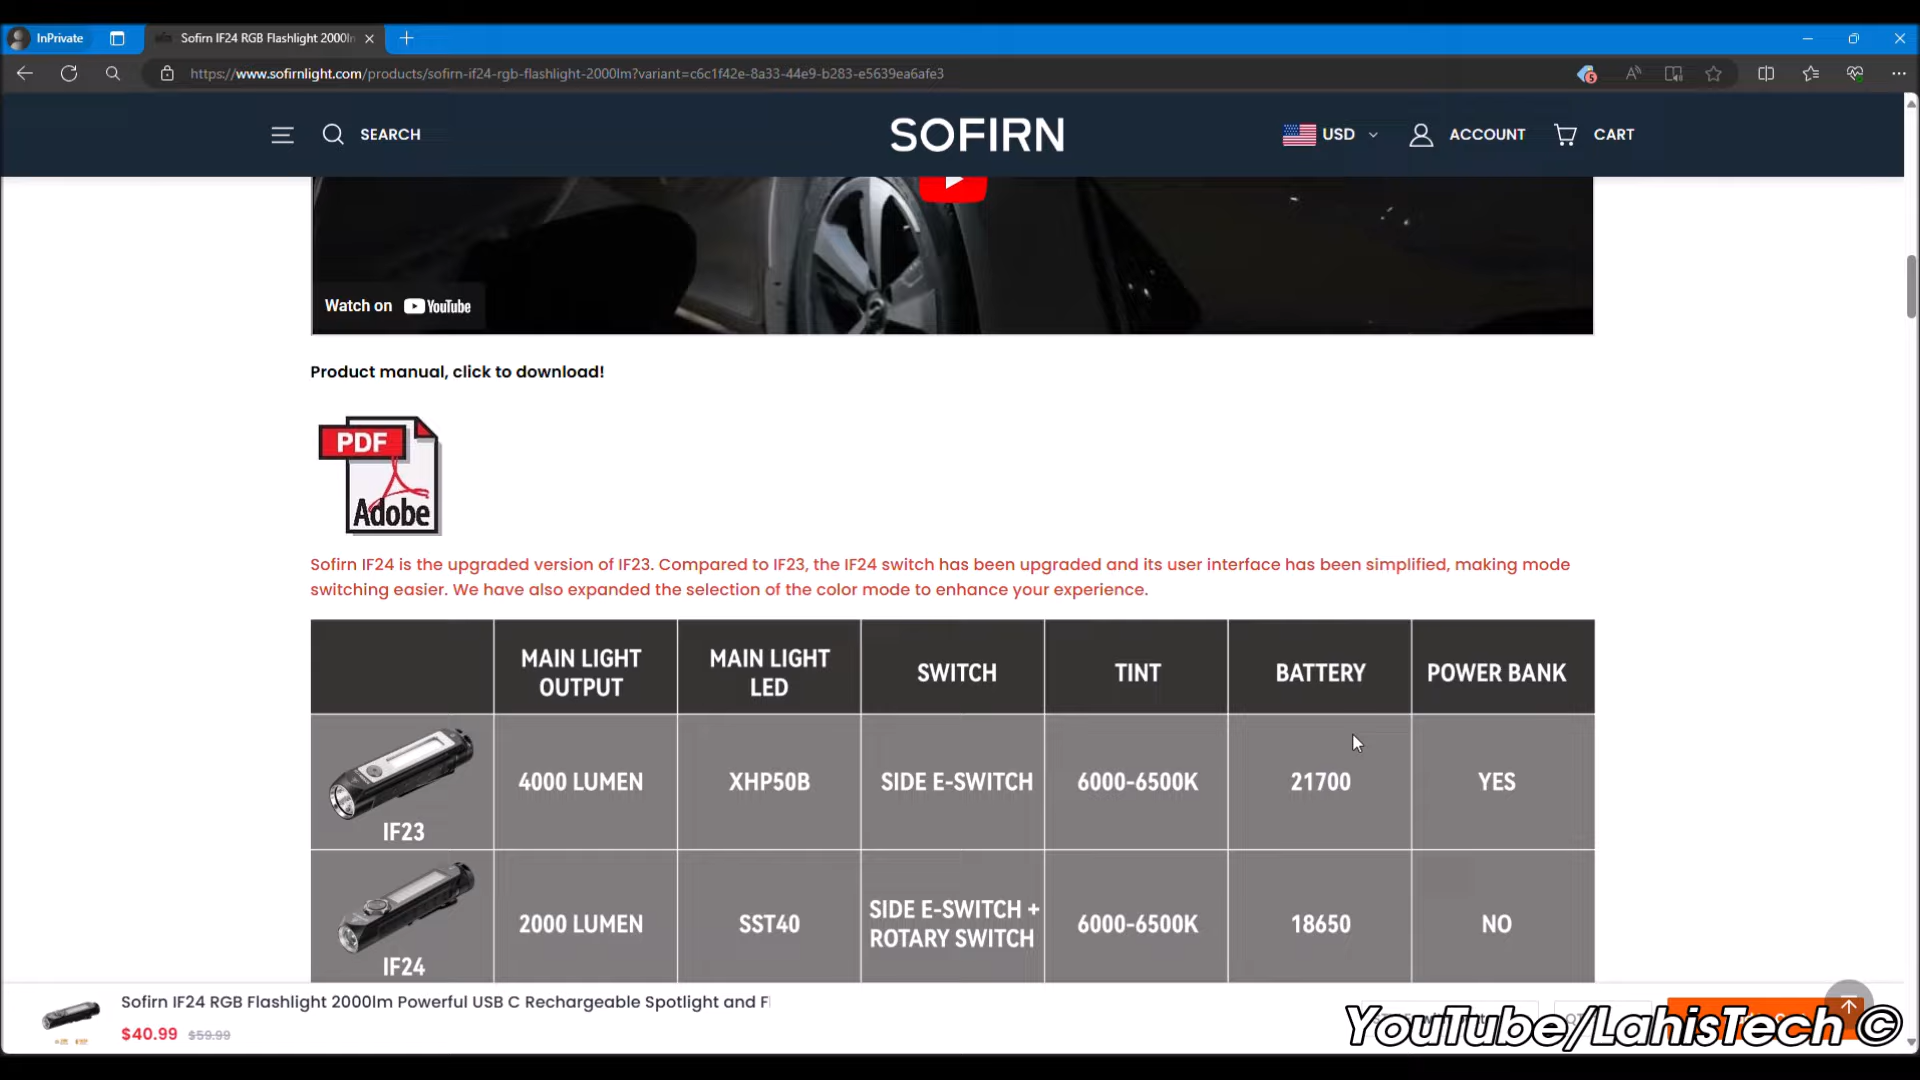 InPrivate
Sofirn IF24 RGB Flashlight 2000ln
https://www.sofirnlight.com/products/sofirn-if24-rgb-flashlight-2000lm?variant=c6c1f42e-8a33-44e9-b283-e5639ea6afe3
SEARCH
SOFIRN
USD
ACCOUNT
CART
Watch on YouTube
Product manual, click to download!
PDF
Adobe
Sofirn IF24 is the upgraded version of IF23. Compared to IF23, the IF24 switch has been upgraded and its user interface has been simplified, making mode
switching easier. We have also expanded the selection of the color mode to enhance your experience.
MAIN LIGHT OUTPUT
MAIN LIGHT LED
SWITCH
TINT
BATTERY
POWER BANK
IF23
4000 LUMEN
XHP50B
SIDE E-SWITCH
6000-6500K
21700
YES
IF24
2000 LUMEN
SST40
SIDE E-SWITCH +
ROTARY SWITCH
6000-6500K
18650
NO
Sofirn IF24 RGB Flashlight 2000lm Powerful USB C Rechargeable Spotlight and F
$40.99 $59.99
YouTube/LahisTech ©